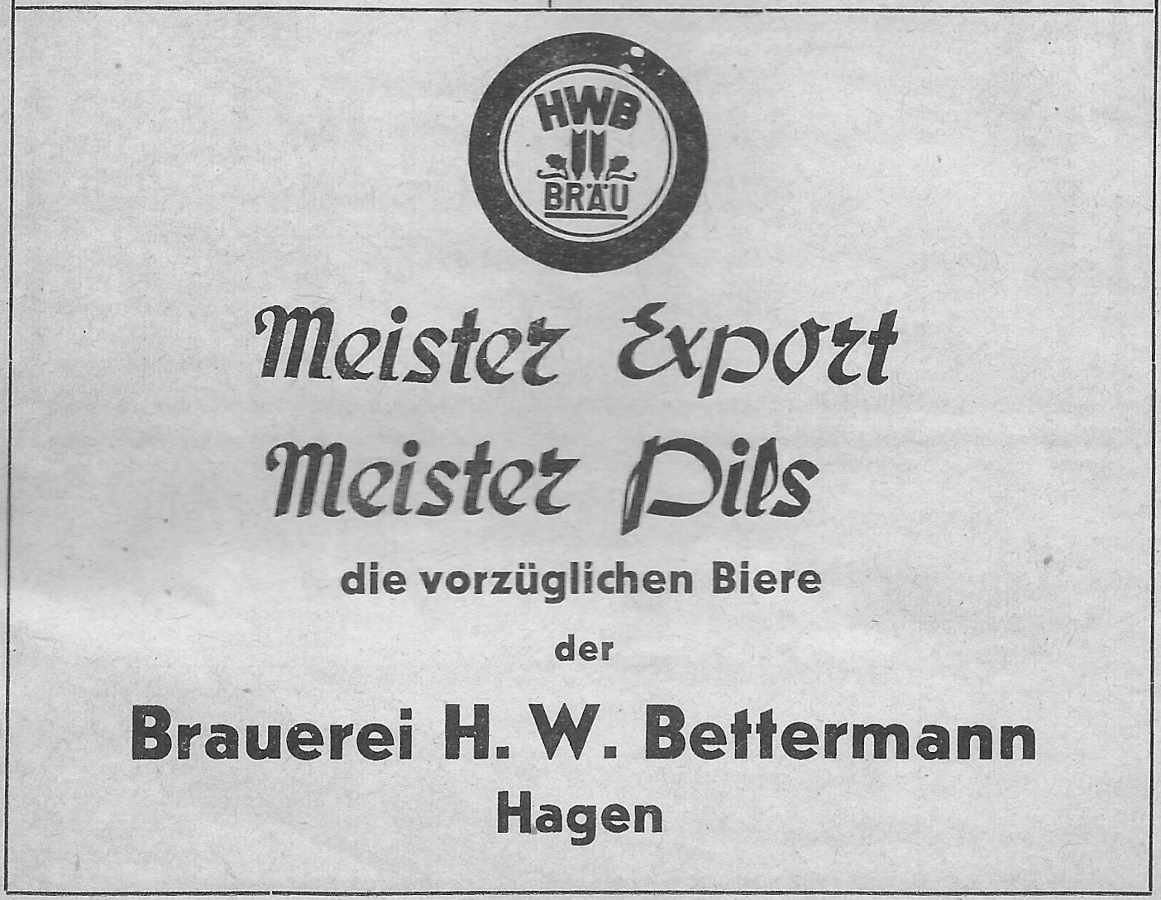 HWB
BRÄU
Meister Export
Meister Pils
die vorzüglichen Biere
der
Brauerei H. W. Bettermann
Hagen